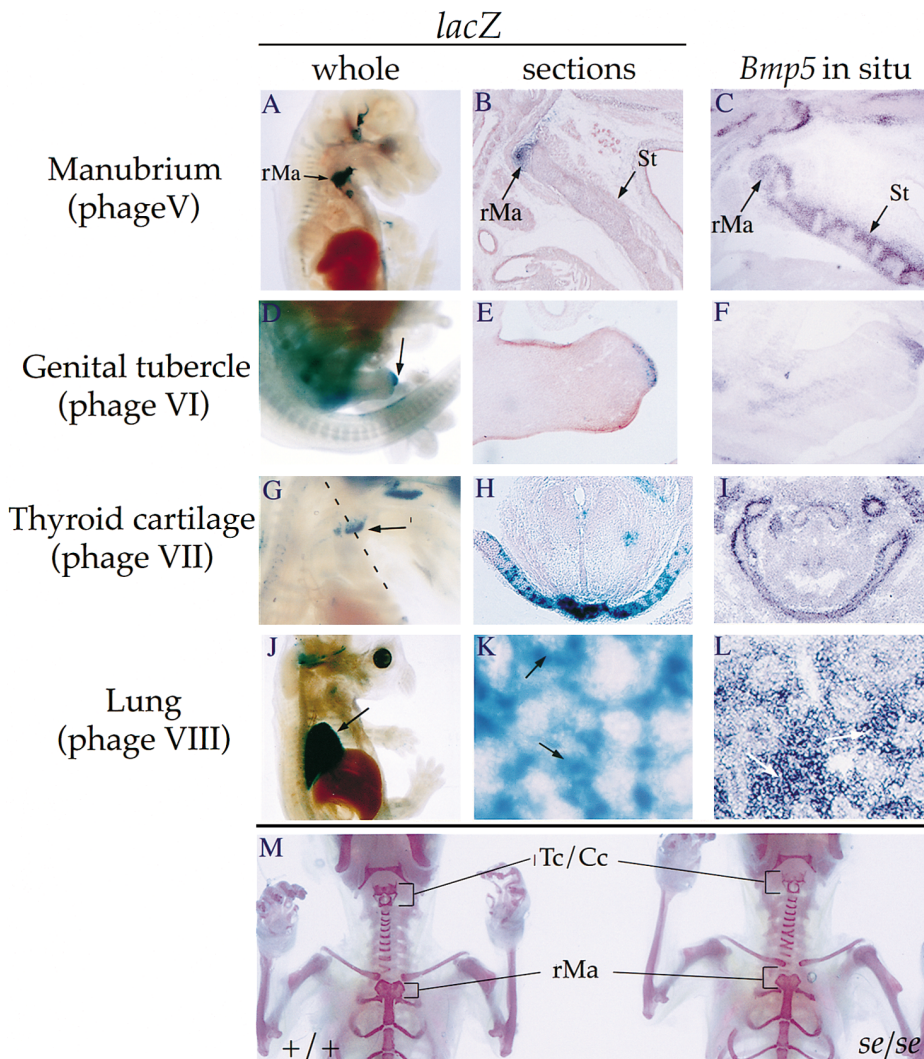 lacZ
whole
sections
Bmp5 in situ
Manubrium
(phageV)
A
rMa
B
St
rMa
C
St
rMa
Genital tubercle
(phage VI)
D
E
F
Thyroid cartilage
(phage VII)
G
H
I
Lung
(phage VIII)
J
K
L
M
Tc/Cc
rMa
+/+
se/se